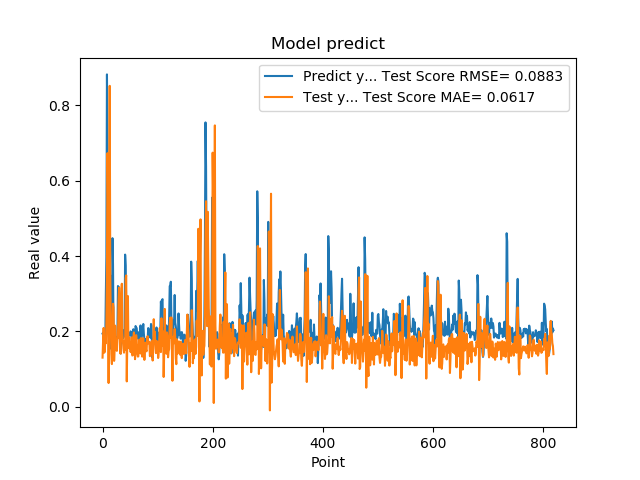 Model predict
Predict y... Test Score RMSE= 0.0883
Test y... Test Score MAE= 0.0617
Real value
0.8
0.6
0.4
0.2
0.0
0 200 400 600 800
Point